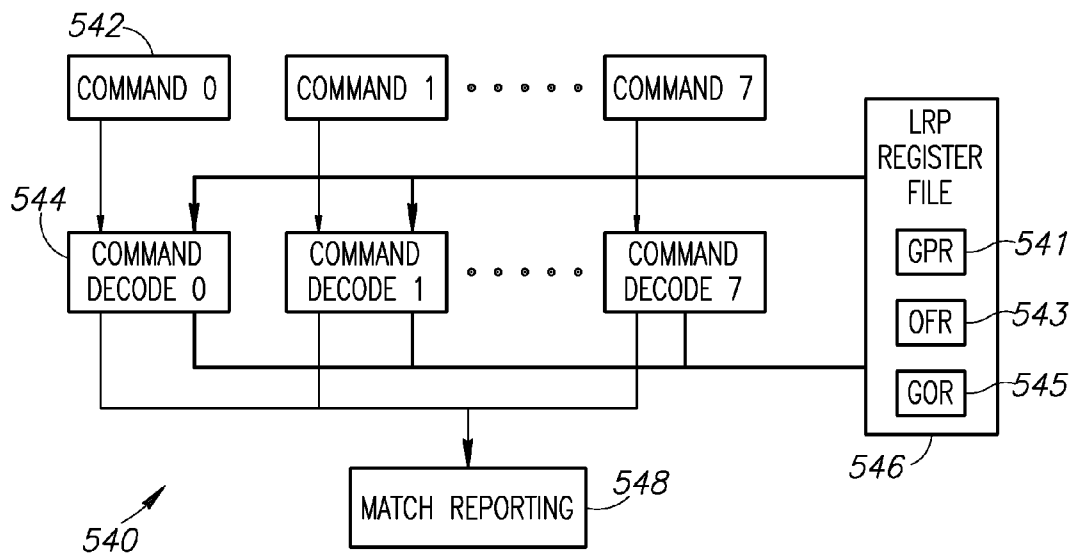 542
COMMAND 0
COMMAND 1
COMMAND 7
LRP
REGISTER
FILE
544
COMMAND
DECODE 0
COMMAND
DECODE 1
COMMAND
DECODE 7
GPR
541
OFR
543
GOR
545
546
MATCH REPORTING
548
540